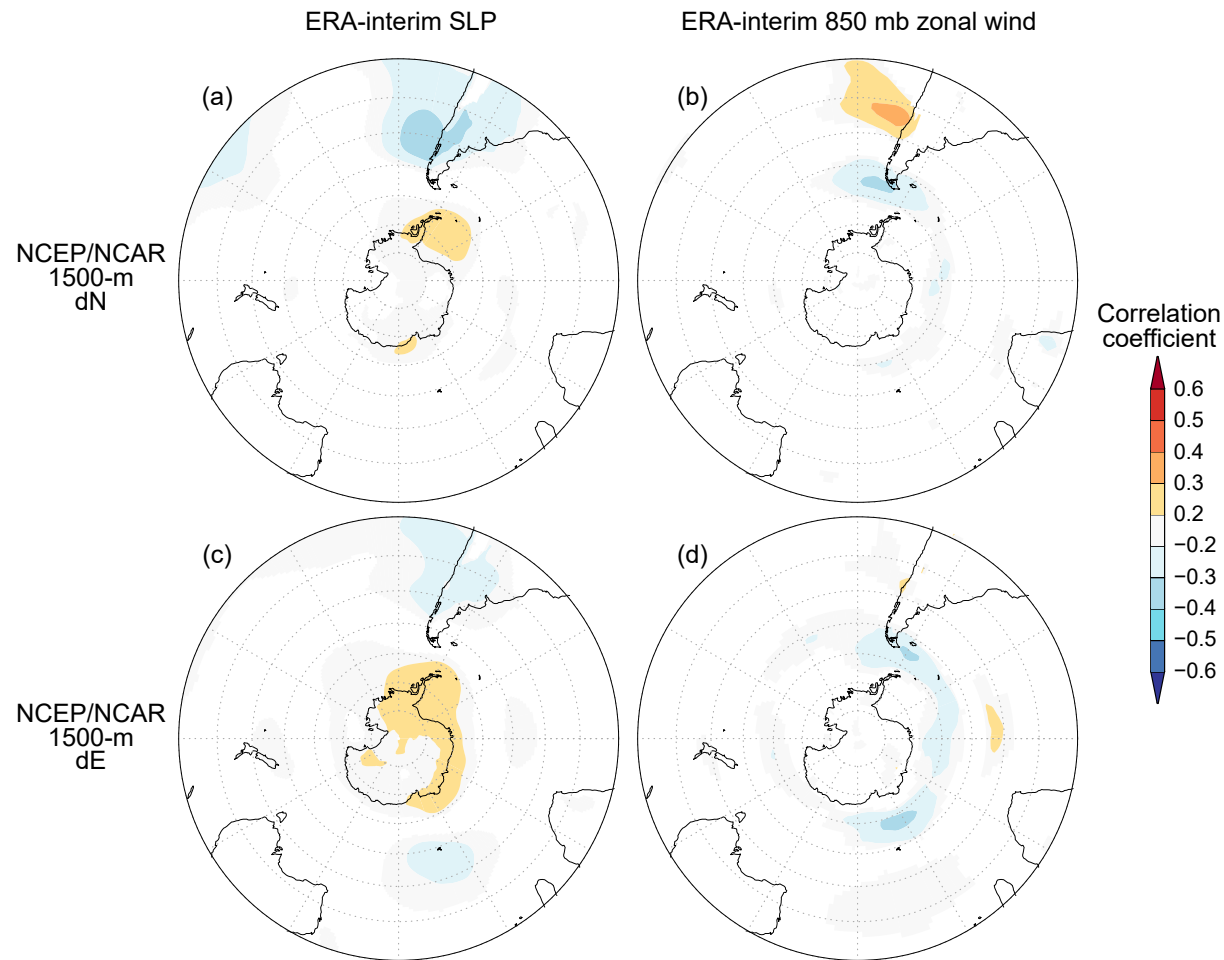 ERA-interim SLP
ERA-interim 850 mb zonal wind
(a)
(b)
NCEP/NCAR
1500-m
dN
Correlation
coefficient
0.6
0.5
0.4
0.3
0.2
−0.2
−0.3
−0.4
−0.5
−0.6
(c)
(d)
NCEP/NCAR
1500-m
dE